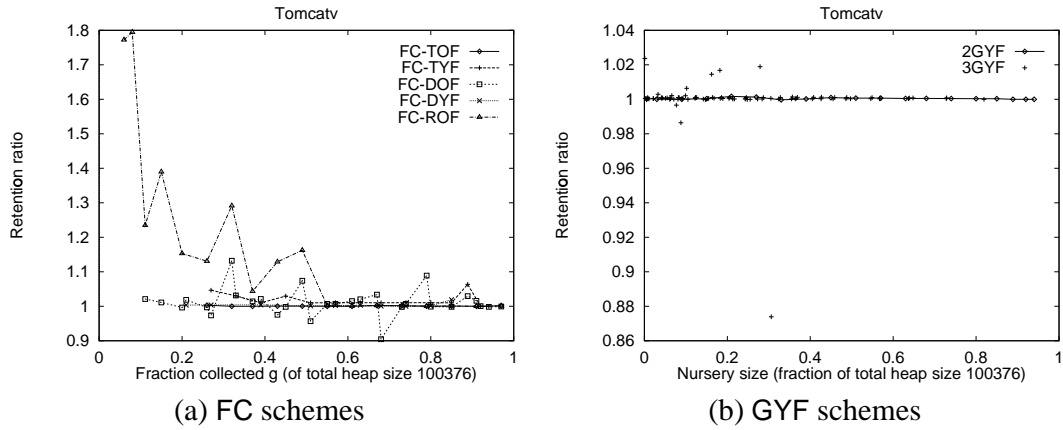 Tomcatv
1.8
1.7
1.6
1.5
1.4
1.3
1.2
1.1
1
0.9
Retention ratio
FC-TOF
FC-TYF
FC-DOF
FC-DYF
FC-ROF
0 0.2 0.4 0.6 0.8 1
Fraction collected g (of total heap size 100376)
(a) FC schemes
Tomcatv
1.04
1.02
1
0.98
0.96
0.94
0.92
0.9
0.88
0.86
Retention ratio
2GYF
3GYF
0 0.2 0.4 0.6 0.8 1
Nursery size (fraction of total heap size 100376)
(b) GYF schemes